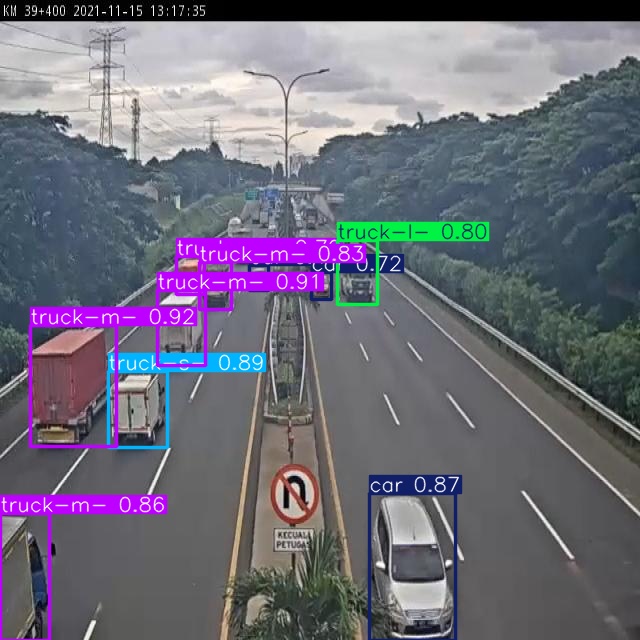 KM 39+400 2021-11-15 13:17:35
truck-l- 0.80
truck-m- 0.83
0.72
truck-m- 0.91
truck-m- 0.92
0.89
car 0.87
truck-m- 0.86
KECUALI
PETUGAS